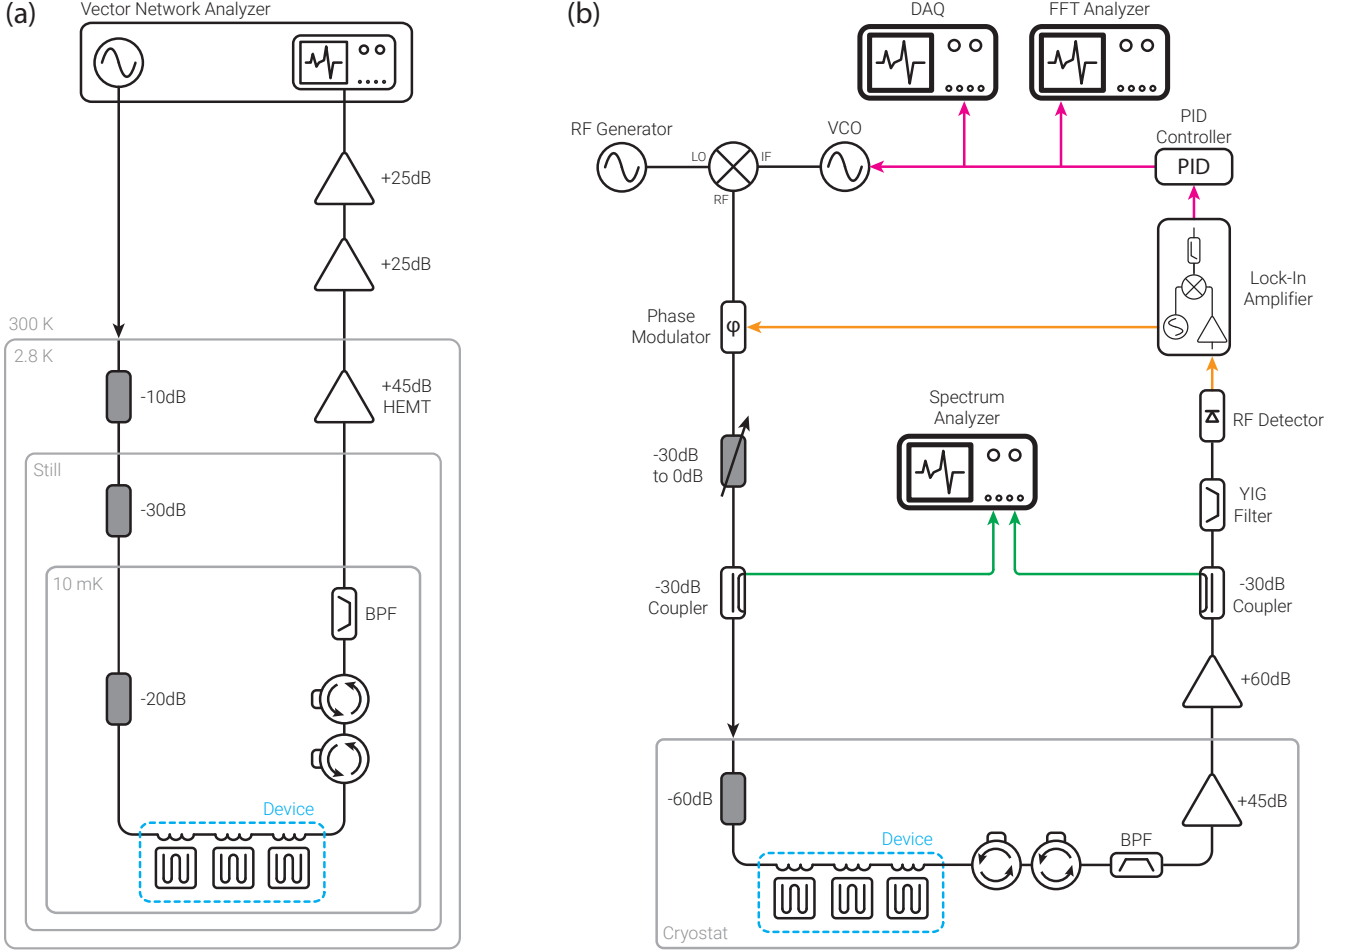 (a)
Vector Network Analyzer
+25dB
+25dB
300 K
2.8 K
-10dB
+45dB
HEMT
Still
-30dB
10 mK
BPF
-20dB
Device
(b)
DAQ
FFT Analyzer
RF Generator
LO
IF
RF
VCO
PID
Controller
PID
Phase
Modulator
φ
Lock-In
Amplifier
Spectrum
Analyzer
RF Detector
-30dB
to 0dB
YIG
Filter
-30dB
Coupler
-30dB
Coupler
+60dB
-60dB
+45dB
Device
BPF
Cryostat